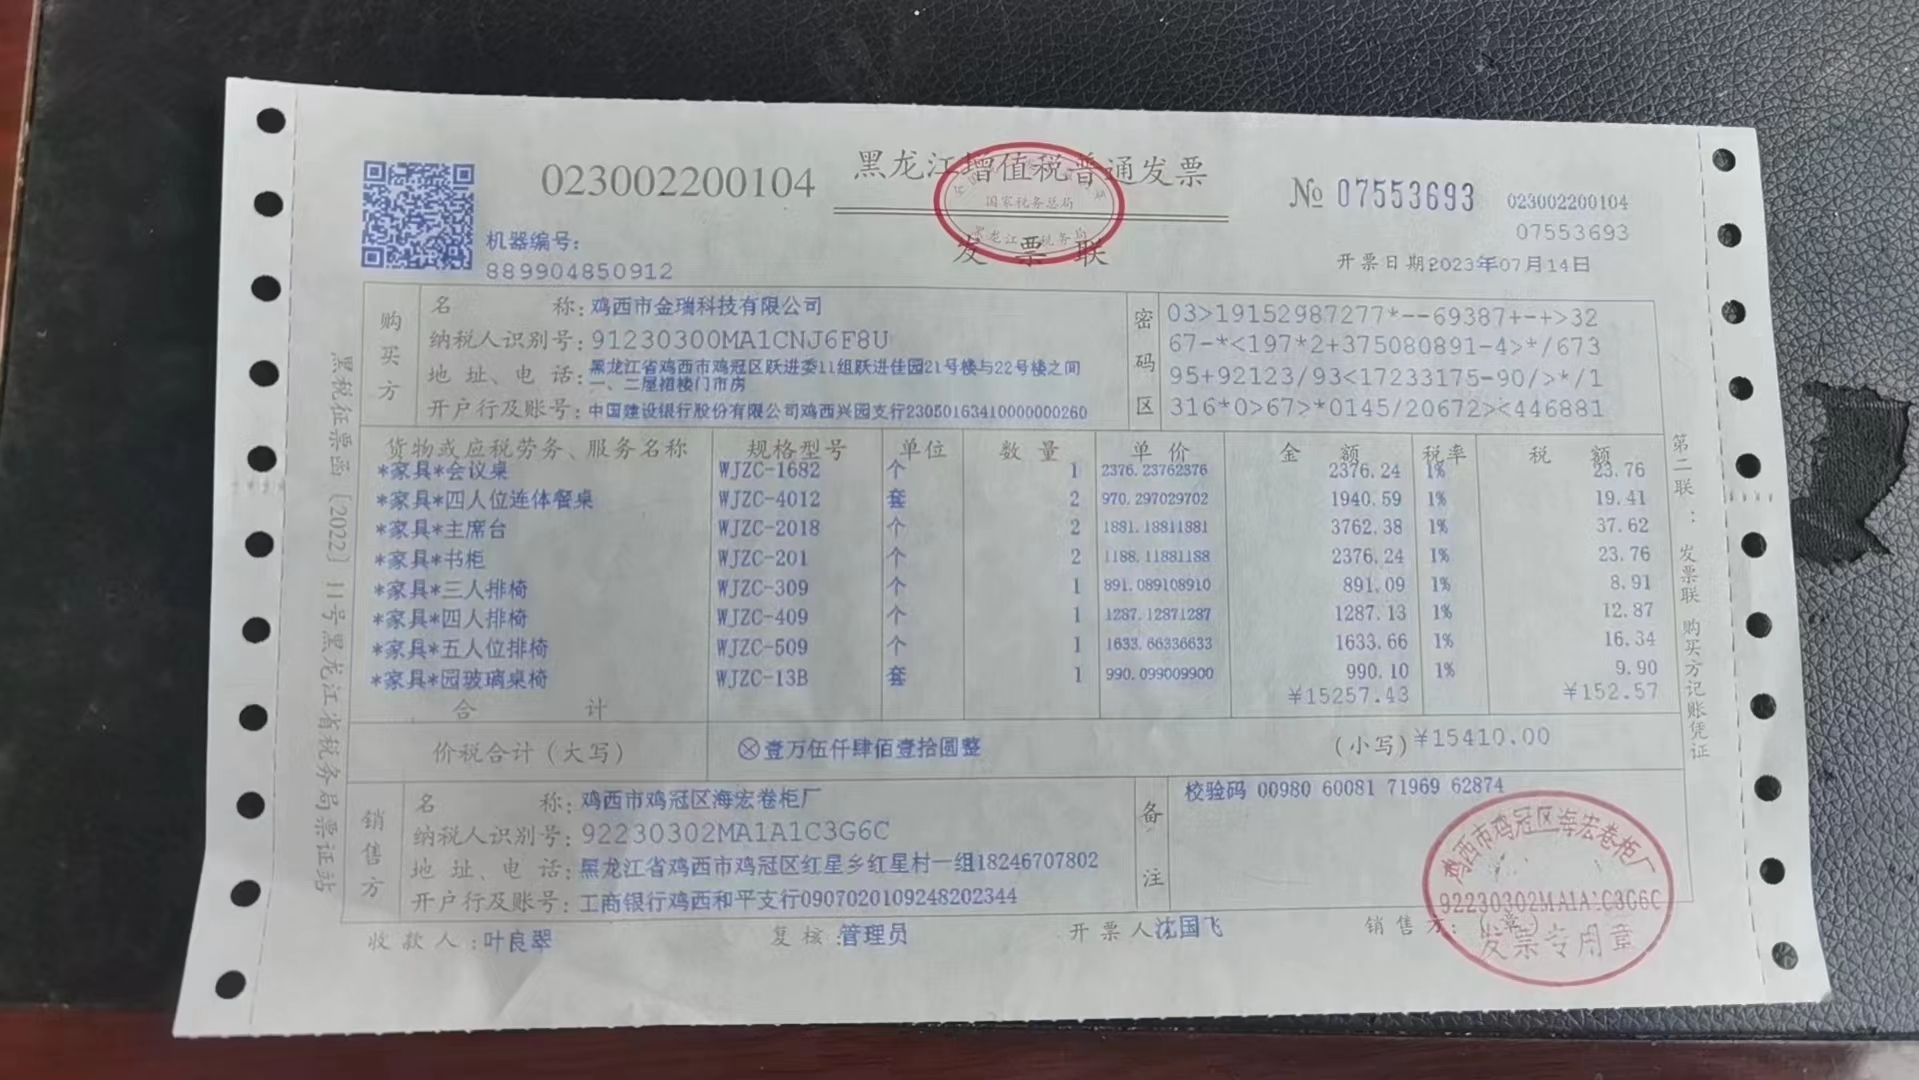 023002200104
黑龙江增值税普通发票
国家税务总局
发票联
№ 07553693
023002200104
07553693
机器编号:
889904850912
开票日期:2023年07月14日
购买方
名 称:鸡西市金瑞科技有限公司
纳税人识别号:91230300MA1CNJ6F8U
地 址、电 话:黑龙江省鸡西市鸡冠区跃进委11组跃进佳园21号楼与22号楼之间
一、二层裙楼门市房
开户行及账号:中国建设银行股份有限公司鸡西兴园支行23050163410000000260
密码区
03>19152987277*--69387+-+>32
67-*<197*2+375080891-4>*/673
95+92123/93<17233175-90/>*/1
316*0>67>*0145/20672><446881
货物或应税劳务、服务名称 规格型号 单位 数量 单价 金额 税率 税额
*家具*会议桌 WJZC-1682 个 1 2376.23762376 2376.24 1% 23.76
*家具*四人位连体餐桌 WJZC-4012 套 2 970.297029702 1940.59 1% 19.41
*家具*主席台 WJZC-2018 个 2 1881.18811881 3762.38 1% 37.62
*家具*书柜 WJZC-201 个 2 1188.11881188 2376.24 1% 23.76
*家具*三人排椅 WJZC-309 个 1 891.089108910 891.09 1% 8.91
*家具*四人排椅 WJZC-409 个 1 1287.12871287 1287.13 1% 12.87
*家具*五人位排椅 WJZC-509 个 1 1633.66336633 1633.66 1% 16.34
*家具*园玻璃桌椅 WJZC-13B 套 1 990.099009900 990.10 1% 9.90
合 计 ¥15257.43 ¥152.57
价税合计(大写) ⊗壹万伍仟肆佰壹拾圆整 (小写)¥15410.00
销售方
名 称:鸡西市鸡冠区海宏卷柜厂
纳税人识别号:92230302MA1A1C3G6C
地 址、电 话:黑龙江省鸡西市鸡冠区红星乡红星村一组18246707802
开户行及账号:工商银行鸡西和平支行0907020109248202344
备注
校验码 00980 60081 71969 62874
收款人:叶良翠 复核:管理员 开票人:沈国飞 销售方:(章)
鸡西市鸡冠区海宏卷柜厂
92230302MA1A1C3G6C
发票专用章
第二联:发票联 购买方记账凭证
黑税征票函〔2022〕11号黑龙江省税务局票证站